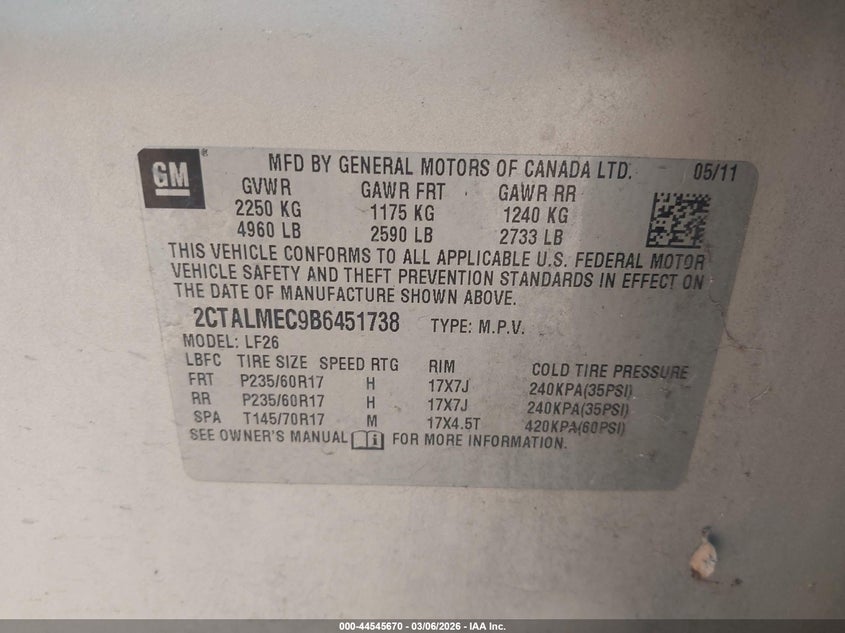 GM®
MFD BY GENERAL MOTORS OF CANADA LTD. 05/11
GVWR GAWR FRT GAWR RR
2250 KG 1175 KG 1240 KG
4960 LB 2590 LB 2733 LB
THIS VEHICLE CONFORMS TO ALL APPLICABLE U.S. FEDERAL MOTOR
VEHICLE SAFETY AND THEFT PREVENTION STANDARDS IN EFFECT ON
THE DATE OF MANUFACTURE SHOWN ABOVE.
2CTALMEC9B6451738 TYPE: M.P.V.
MODEL: LF26
LBFC TIRE SIZE SPEED RTG RIM COLD TIRE PRESSURE
FRT P235/60R17 H 17X7J 240KPA(35PSI)
RR P235/60R17 H 17X7J 240KPA(35PSI)
SPA T145/70R17 M 17X4.5T 420KPA(60PSI)
SEE OWNER'S MANUAL i FOR MORE INFORMATION.
000-44545670 - 03/06/2026 - IAA Inc.